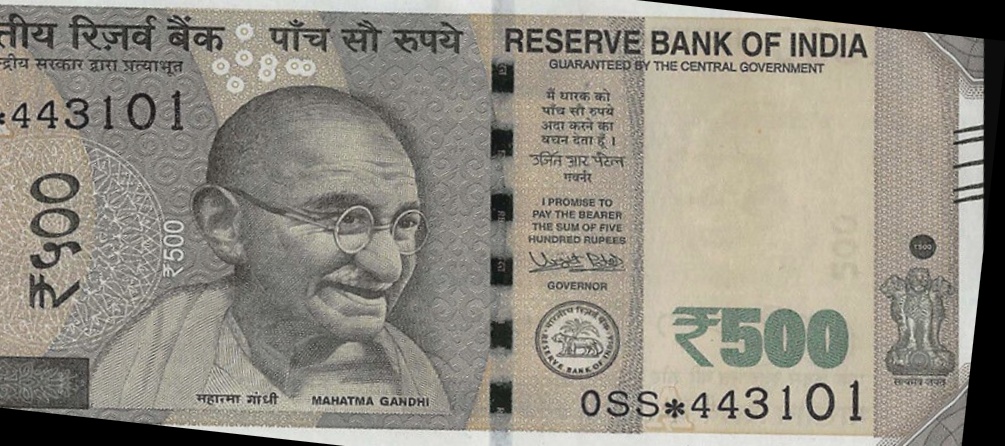 तीय रिज़र्व बैंक
द्रीय सरकार द्वारा प्रत्याभूत
*443101
₹५००
₹500
महात्मा गांधी MAHATMA GANDHI
पाँच सौ रुपये
RESERVE BANK OF INDIA
GUARANTEED BY THE CENTRAL GOVERNMENT
मैं धारक को
पाँच सौ रुपये
अदा करने का
वचन देता हूँ ।
उर्जित आर पटेल
गवर्नर
I PROMISE TO
PAY THE BEARER
THE SUM OF FIVE
HUNDRED RUPEES
GOVERNOR
भारतीय रिज़र्व बैंक
RESERVE BANK OF INDIA
₹500
0SS*443101
₹500
सत्यमेव जयते